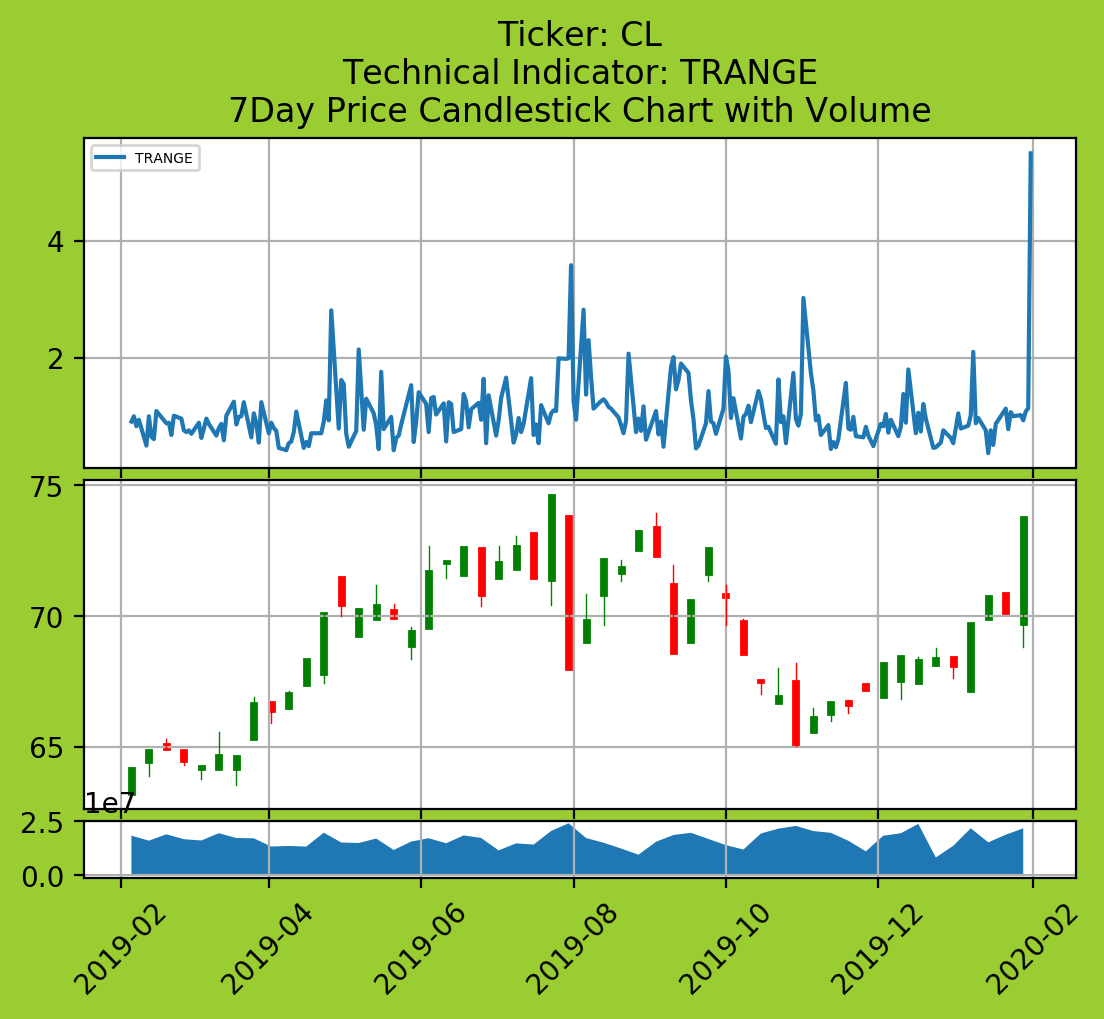 Ticker: CL
Technical Indicator: TRANGE
7Day Price Candlestick Chart with Volume
TRANGE
4
2
75
70
65
1e7
2.5
0.0
2019-02
2019-04
2019-06
2019-08
2019-10
2019-12
2020-02